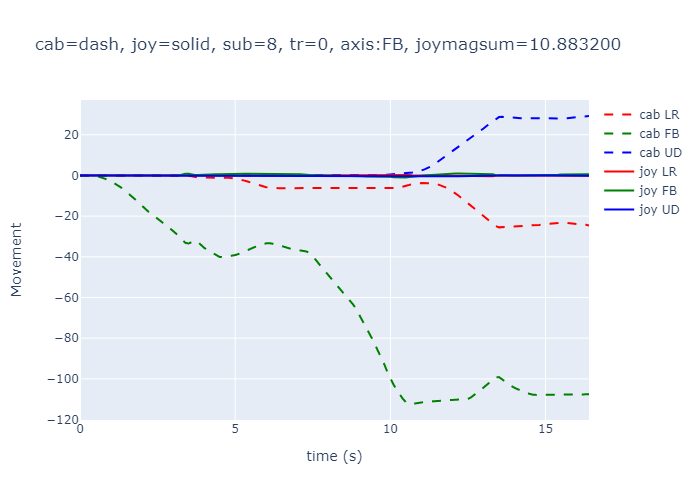 cab=dash, joy=solid, sub=8, tr=0, axis:FB, joymagsum=10.883200
cab LR
cab FB
cab UD
joy LR
joy FB
joy UD
20
0
−20
−40
−60
−80
−100
−120
Movement
0 5 10 15
time (s)